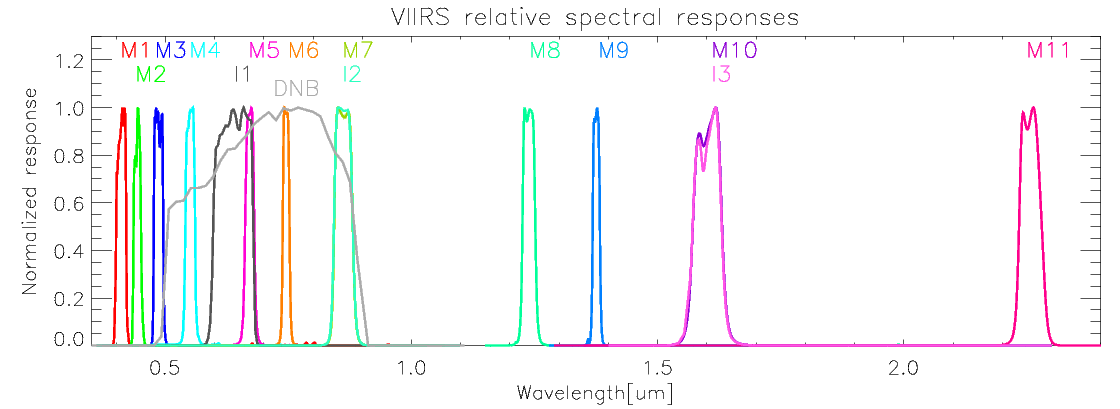 VIIRS relative spectral responses
M1 M3 M4 M5 M6 M7 M8 M9 M10 M11
M2 I1 I2 I3
DNB
Normalized response
1.2
1.0
0.8
0.6
0.4
0.2
0.0
0.5 1.0 1.5 2.0
Wavelength[um]